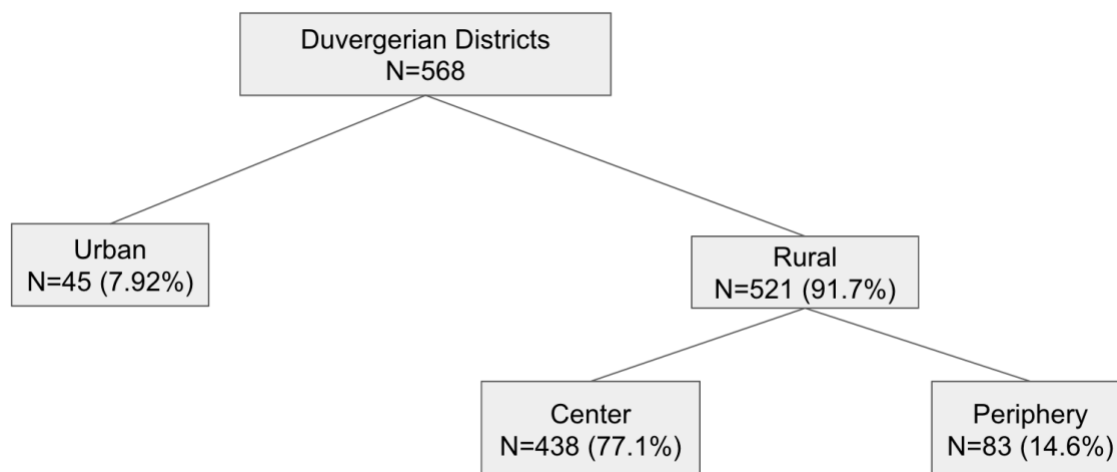 Duvergerian Districts
N=568
Urban
N=45 (7.92%)
Rural
N=521 (91.7%)
Center
N=438 (77.1%)
Periphery
N=83 (14.6%)